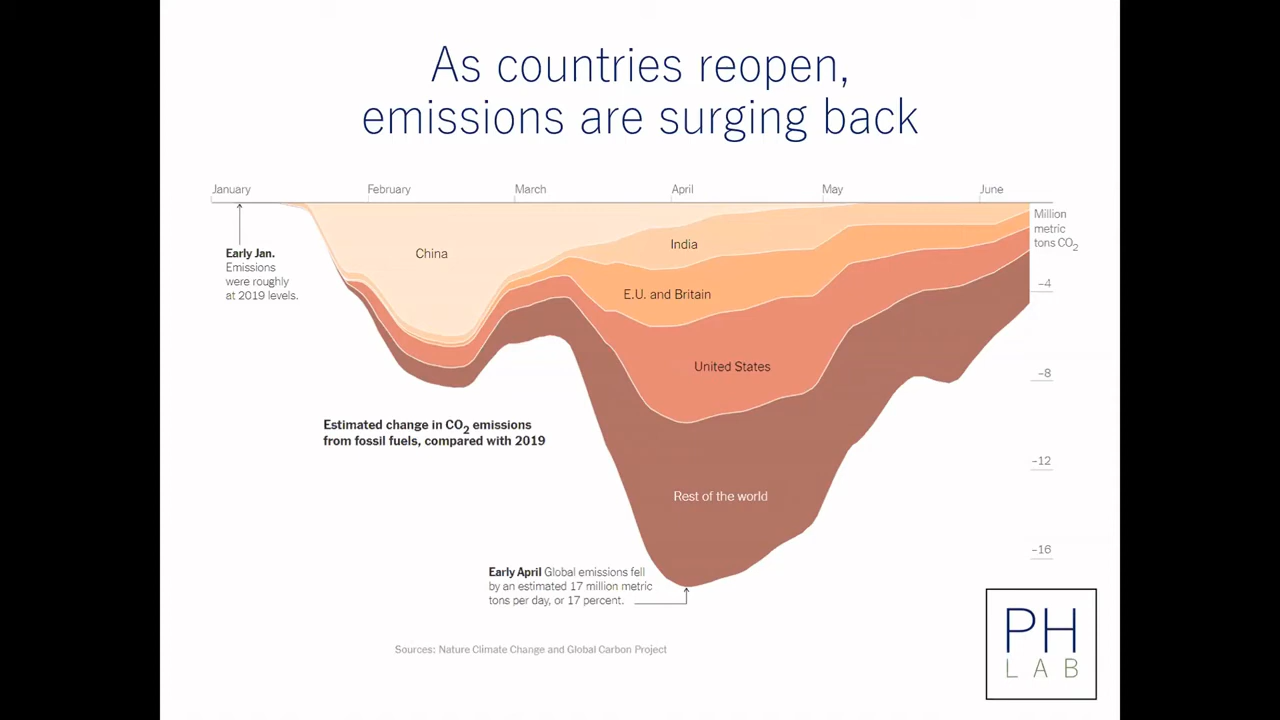 As countries reopen,
emissions are surging back
January February March April May June
Million
metric
tons CO2
Early Jan.
Emissions
were roughly
at 2019 levels.
China
India
E.U. and Britain
United States
Rest of the world
−4
−8
−12
−16
Estimated change in CO2 emissions
from fossil fuels, compared with 2019
Early April Global emissions fell
by an estimated 17 million metric
tons per day, or 17 percent.
Sources: Nature Climate Change and Global Carbon Project
PH
LAB